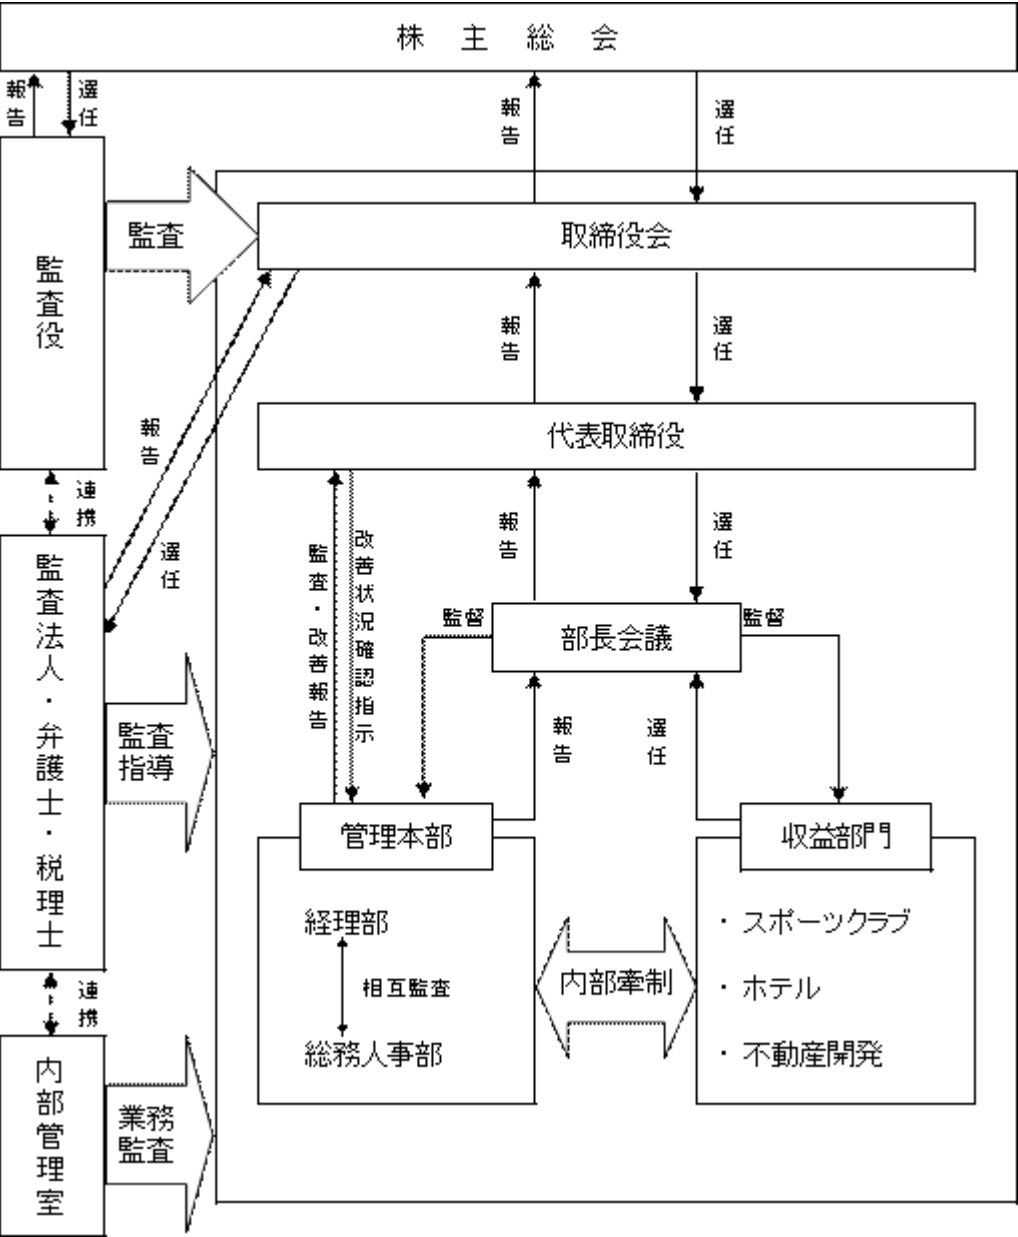 株主総会
報告
選任
報告
選任
監査役
監査
取締役会
報告
選任
報告
選任
代表取締役
連携
監査・改善報告
改善状況確認指示
報告
選任
監査法人・弁護士・税理士
監督
部長会議
監督
監査
指導
報告
選任
管理本部
収益部門
経理部
相互監査
総務人事部
内部牽制
・スポーツクラブ
・ホテル
・不動産開発
連携
内部管理室
業務
監査